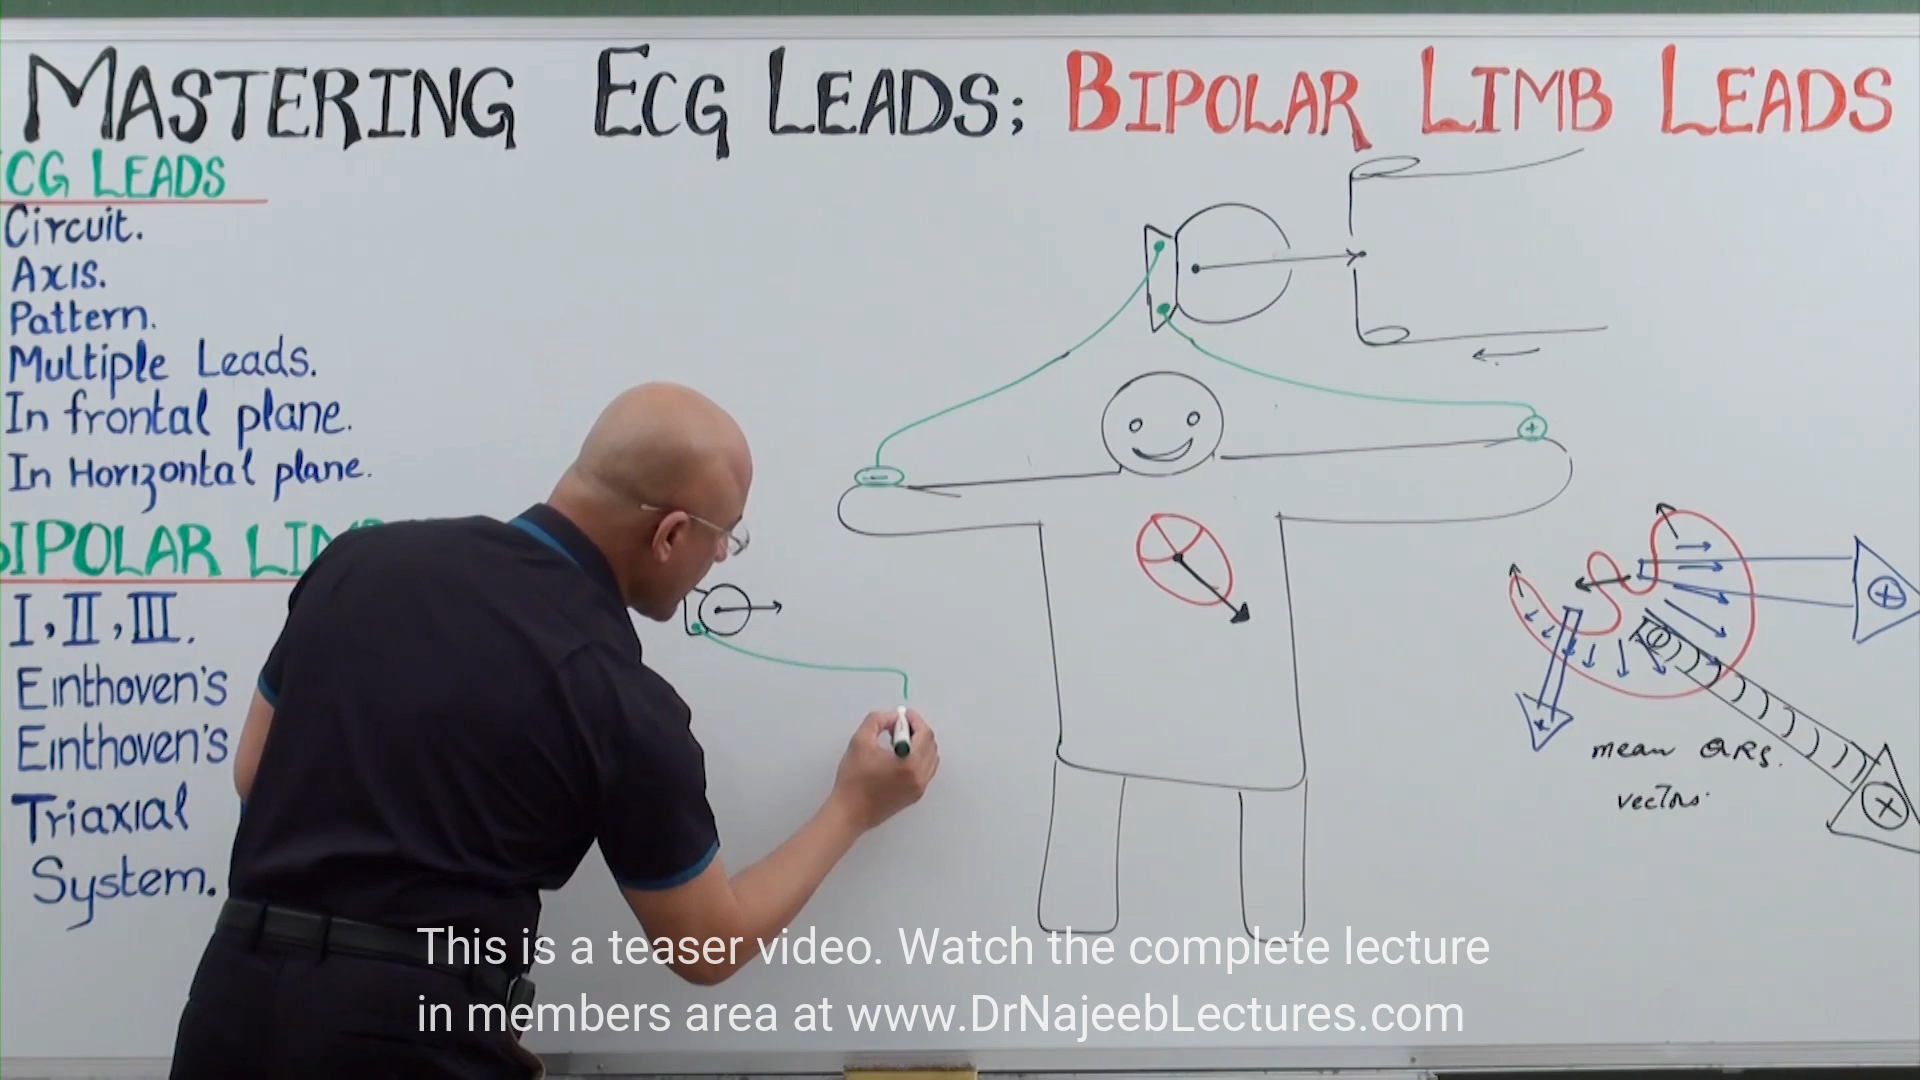 MASTERING ECG LEADS; BIPOLAR LIMB LEADS
CG LEADS
Circuit.
Axis.
Pattern.
Multiple Leads.
In frontal plane.
In Horizontal plane.
BIPOLAR LIM
I, II, III.
Einthoven's
Einthoven's
Triaxial
System.
mean QRS.
vectors.
This is a teaser video. Watch the complete lecture
in members area at www.DrNajeebLectures.com